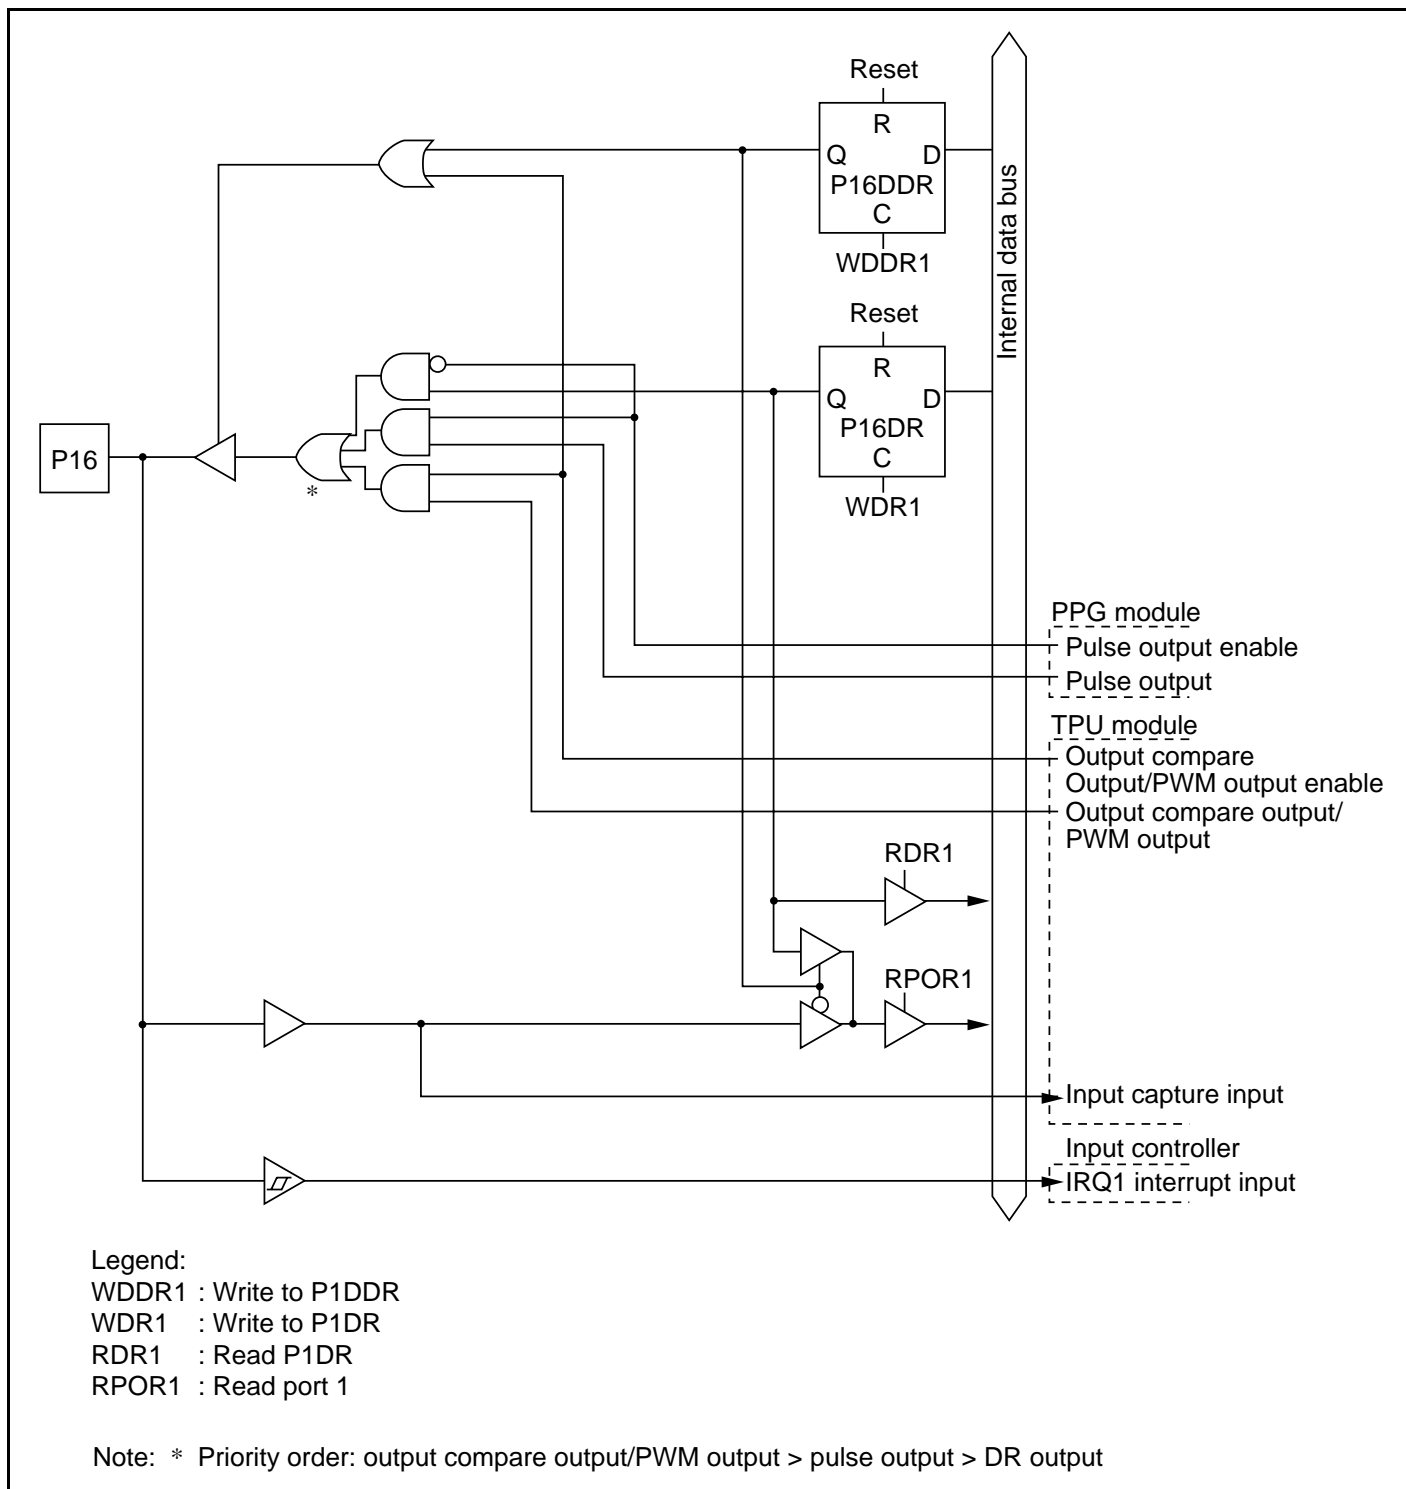 Reset
R
Q D
P16DDR
C
WDDR1
Internal data bus
Reset
R
Q D
P16DR
C
WDR1
P16
*
PPG module
Pulse output enable
Pulse output
TPU module
Output compare
Output/PWM output enable
Output compare output/
PWM output
RDR1
RPOR1
Input capture input
Input controller
IRQ1 interrupt input
Legend:
WDDR1 : Write to P1DDR
WDR1 : Write to P1DR
RDR1 : Read P1DR
RPOR1 : Read port 1
Note: * Priority order: output compare output/PWM output > pulse output > DR output